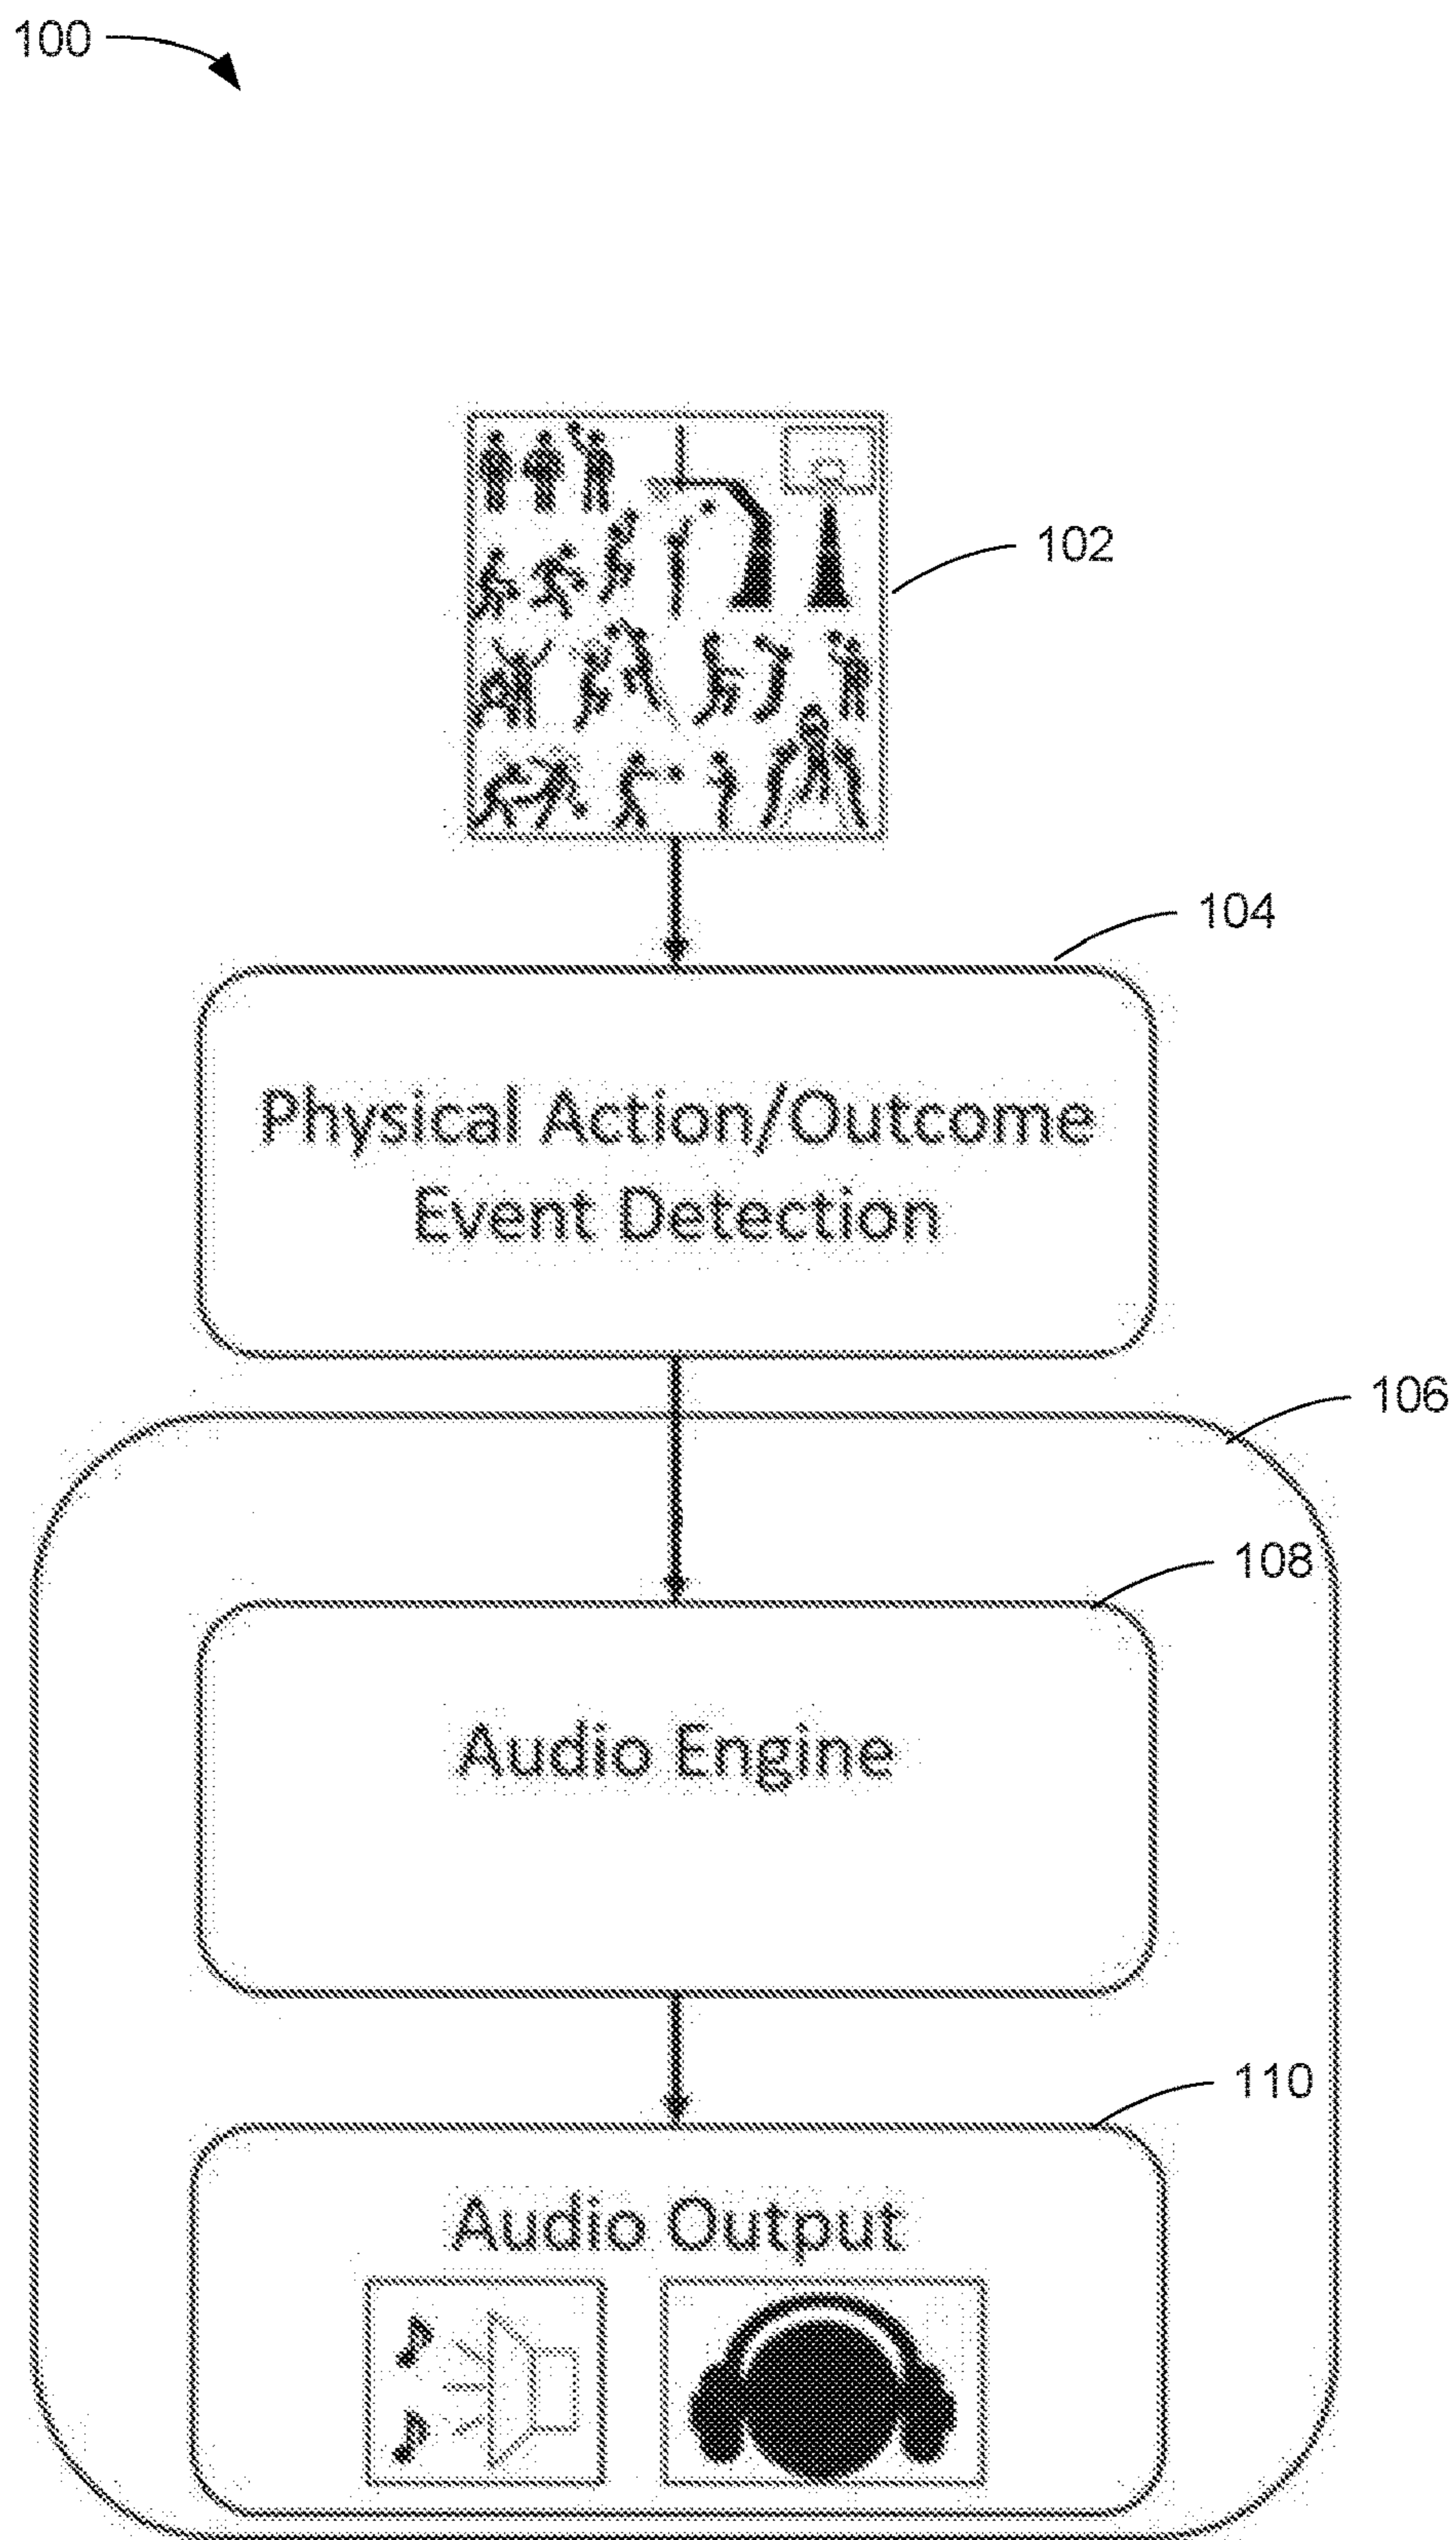 100
102
104
Physical Action/Outcome
Event Detection
106
108
Audio Engine
110
Audio Output